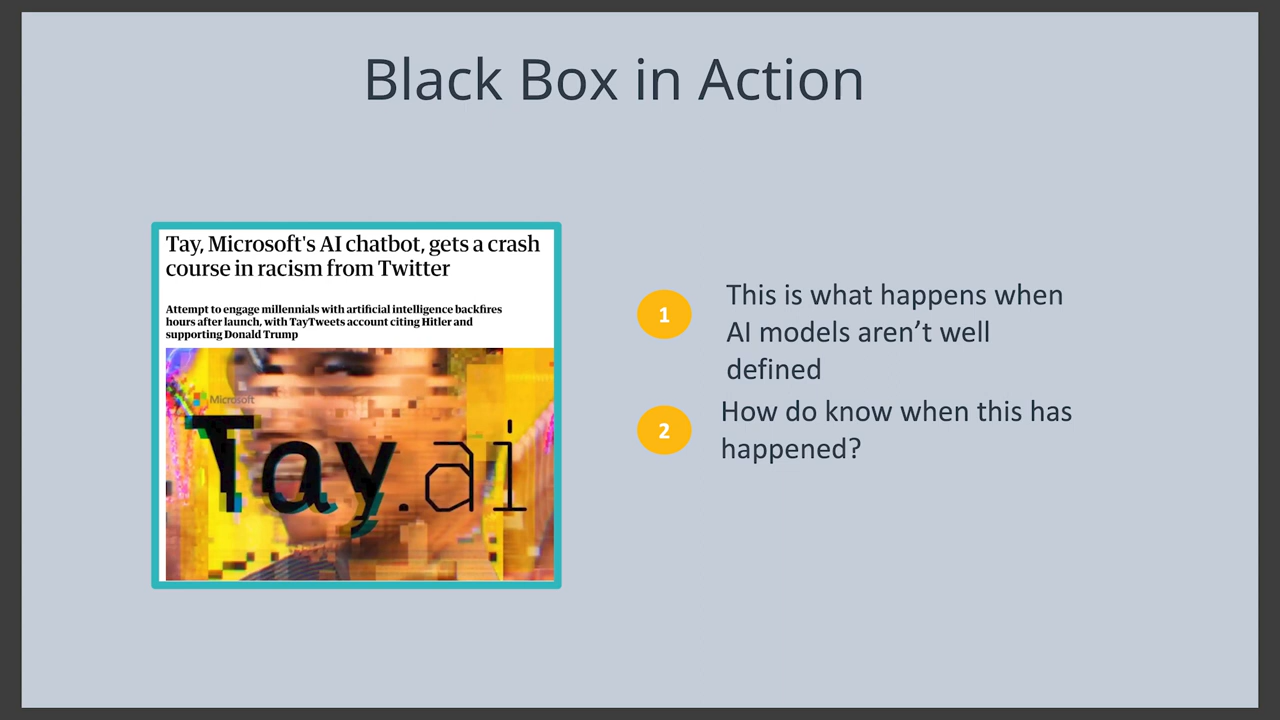 Black Box in Action
Tay, Microsoft's AI chatbot, gets a crash
course in racism from Twitter
Attempt to engage millennials with artificial intelligence backfires
hours after launch, with TayTweets account citing Hitler and
supporting Donald Trump
Microsoft
Tay.ai
1
This is what happens when
AI models aren’t well
defined
2
How do know when this has
happened?